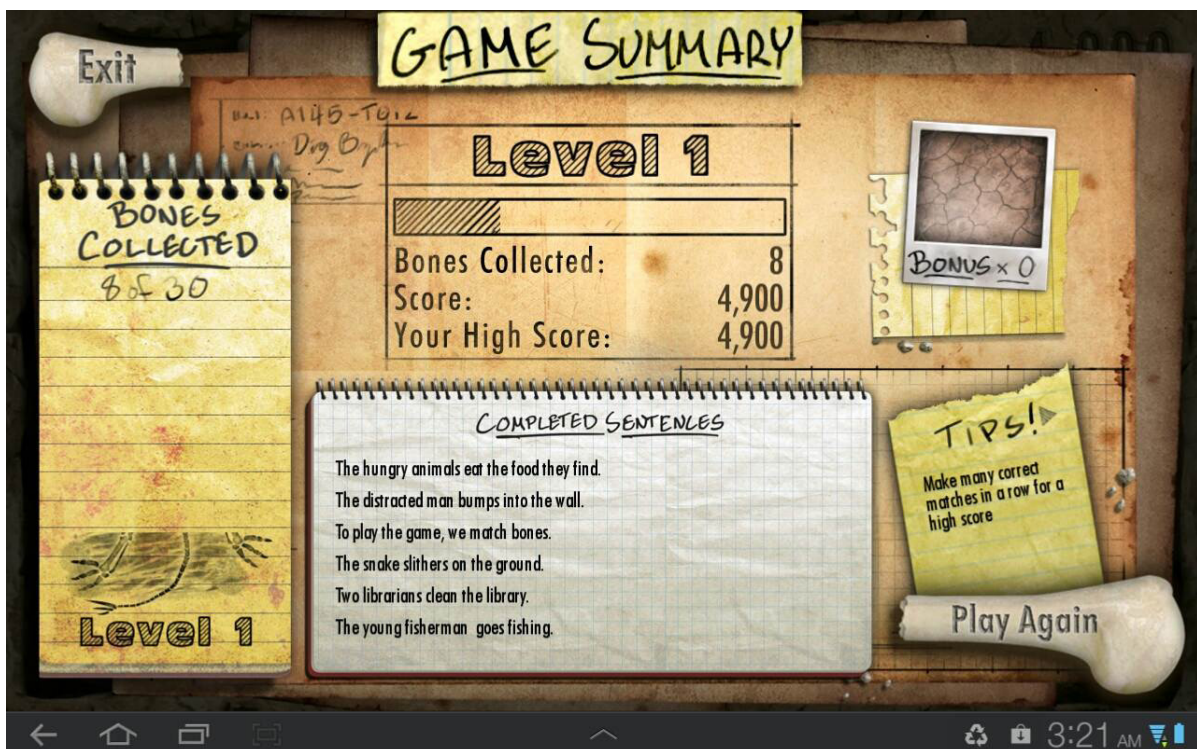 GAME SUMMARY
Exit
A145-T012
Dog
BONES
COLLECTED
8 of 30
Level 1
Level 1
Bones Collected: 8
Score: 4,900
Your High Score: 4,900
BONUS x 0
COMPLETED SENTENCES
The hungry animals eat the food they find.
The distracted man bumps into the wall.
To play the game, we match bones.
The snake slithers on the ground.
Two librarians clean the library.
The young fisherman  goes fishing.
TIPS!
Make many correct
matches in a row for a
high score
Play Again
3:21 AM